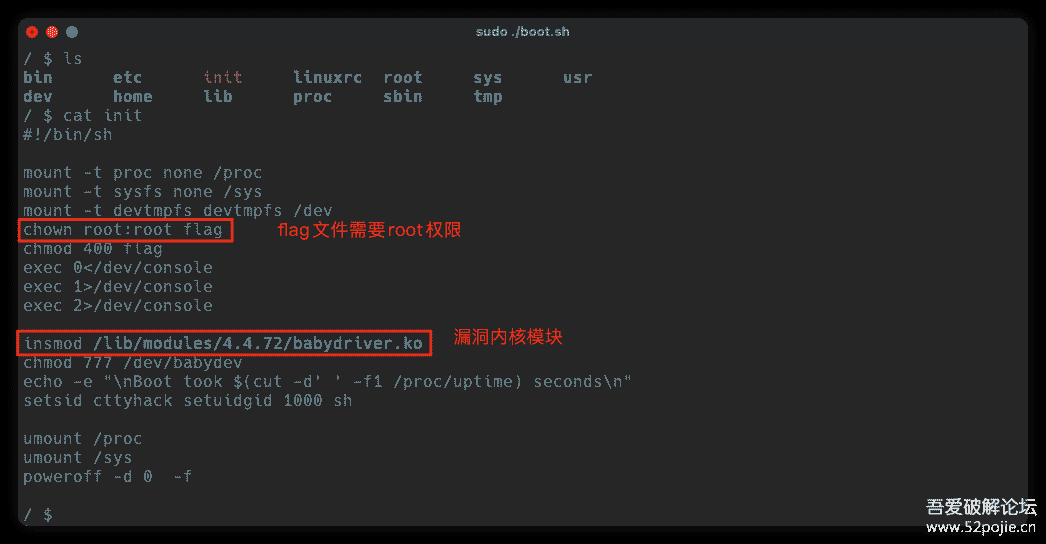 sudo ./boot.sh
/ $ ls
bin etc init linuxrc root sys usr
dev home lib proc sbin tmp
/ $ cat init
#!/bin/sh
mount -t proc none /proc
mount -t sysfs none /sys
mount -t devtmpfs devtmpfs /dev
chown root:root flag flag文件需要root权限
chmod 400 flag
exec 0</dev/console
exec 1>/dev/console
exec 2>/dev/console
insmod /lib/modules/4.4.72/babydriver.ko 漏洞内核模块
chmod 777 /dev/babydev
echo -e "\nBoot took $(cut -d' ' -f1 /proc/uptime) seconds\n"
setsid cttyhack setuidgid 1000 sh
umount /proc
umount /sys
poweroff -d 0 -f
/ $
吾爱破解论坛
www.52pojie.cn